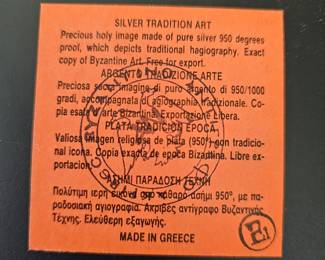 SILVER TRADITION ART
Precious holy image made of pure silver 950 degrees
proof, which depicts traditional hagiography. Exact
copy of Byzantine Art. Free for export.
ARGENTO TRADIZIONE ARTE
Preciosa sacra imagine di puro argento di 950/1000
gradi, accompagnata di agiographia tradizionale. Co-
pia esatta arte Bizantina Exportazione Libera.
PLATA TRADICION EPOCA
Valiosa imagen religiosa de plata (950°) con tradicio-
nal icona. Copia exacta de epoca Bizantina. Libre ex-
portacion.
ΑΣΗΜΙ ΠΑΡΑΔΟΣΗ ΤΕΧΝΗ
Πολύτιμη ιερή εικόνα από καθαρό ασήμι 950°, με πα-
ραδοσιακή αγιογραφία. Ακριβές αντίγραφο Βυζαντινής
Τέχνης. Ελεύθερη εξαγωγής.
MADE IN GREECE